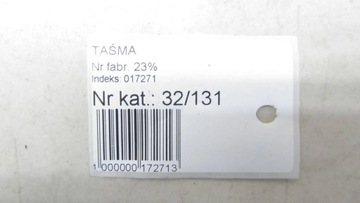 TAŚMA
Nr fabr. 23%
Indeks: 017271
Nr kat.: 32/131
1 000000 172713